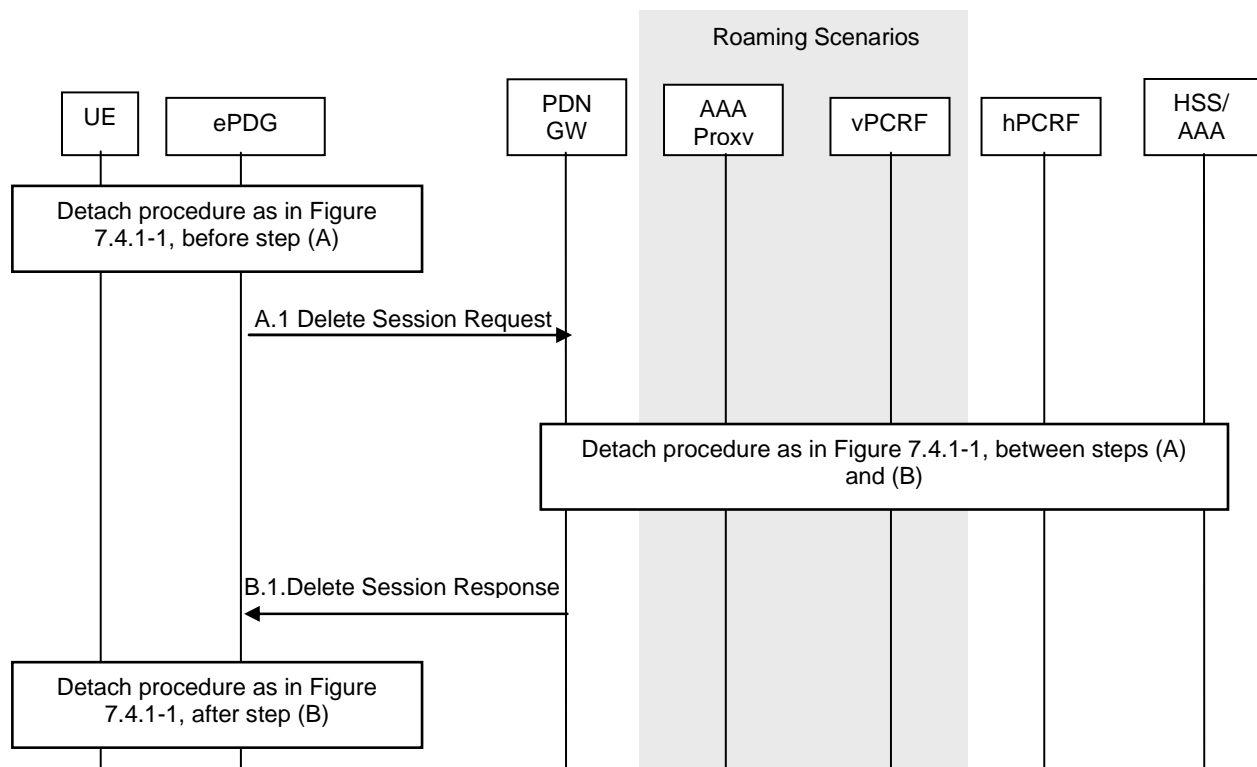 Roaming Scenarios
UE
ePDG
PDN
GW
AAA
Proxv
vPCRF
hPCRF
HSS/
AAA
Detach procedure as in Figure
7.4.1-1, before step (A)
A.1 Delete Session Request
Detach procedure as in Figure 7.4.1-1, between steps (A)
and (B)
B.1.Delete Session Response
Detach procedure as in Figure
7.4.1-1, after step (B)